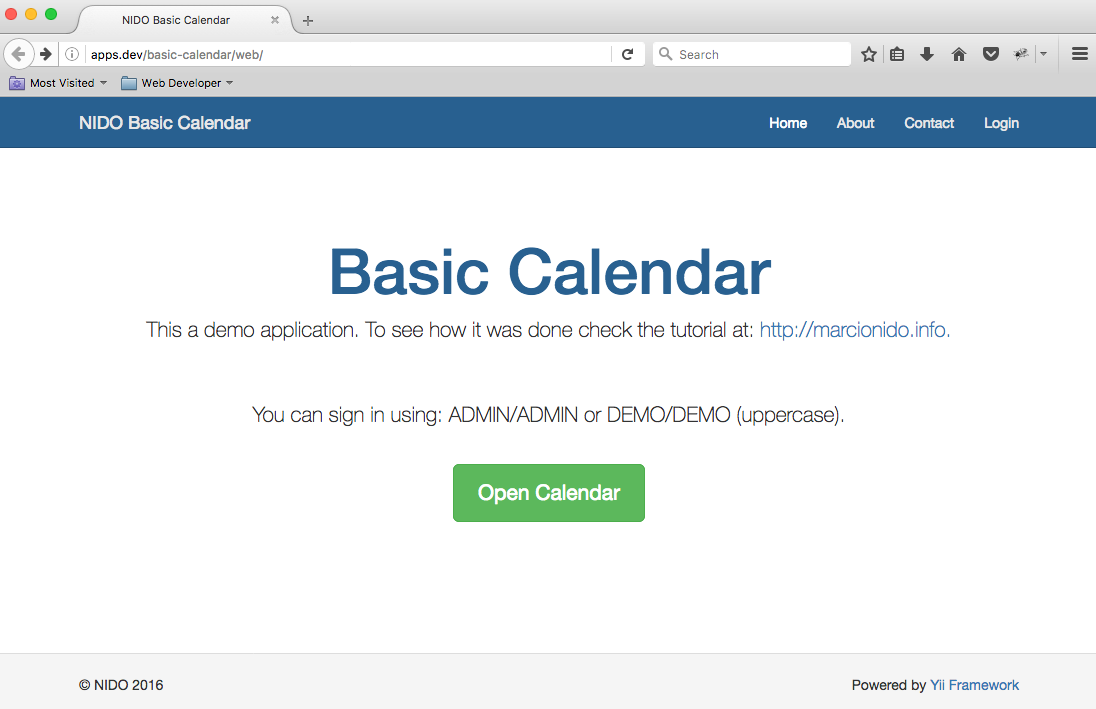 NIDO Basic Calendar
apps.dev/basic-calendar/web/
Search
Most Visited
Web Developer
NIDO Basic Calendar
Home
About
Contact
Login
Basic Calendar
This a demo application. To see how it was done check the tutorial at: http://marcionido.info.
You can sign in using: ADMIN/ADMIN or DEMO/DEMO (uppercase).
Open Calendar
© NIDO 2016
Powered by Yii Framework